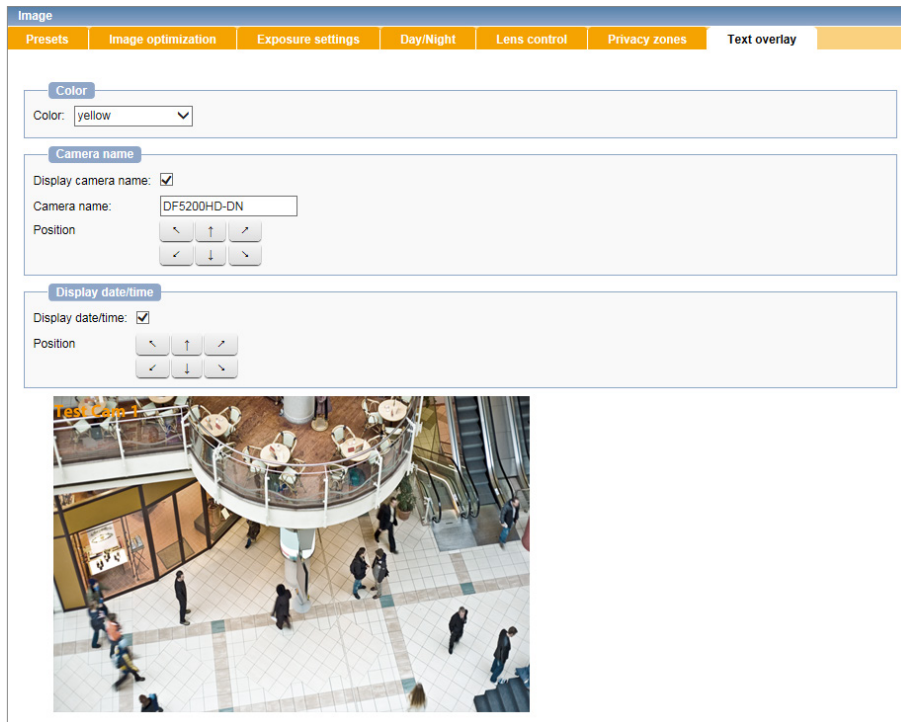 Image
Presets Image optimization Exposure settings Day/Night Lens control Privacy zones Text overlay
Color
Color: yellow
Camera name
Display camera name:
Camera name: DF5200HD-DN
Position
Display date/time
Display date/time:
Position
Test Cam 1